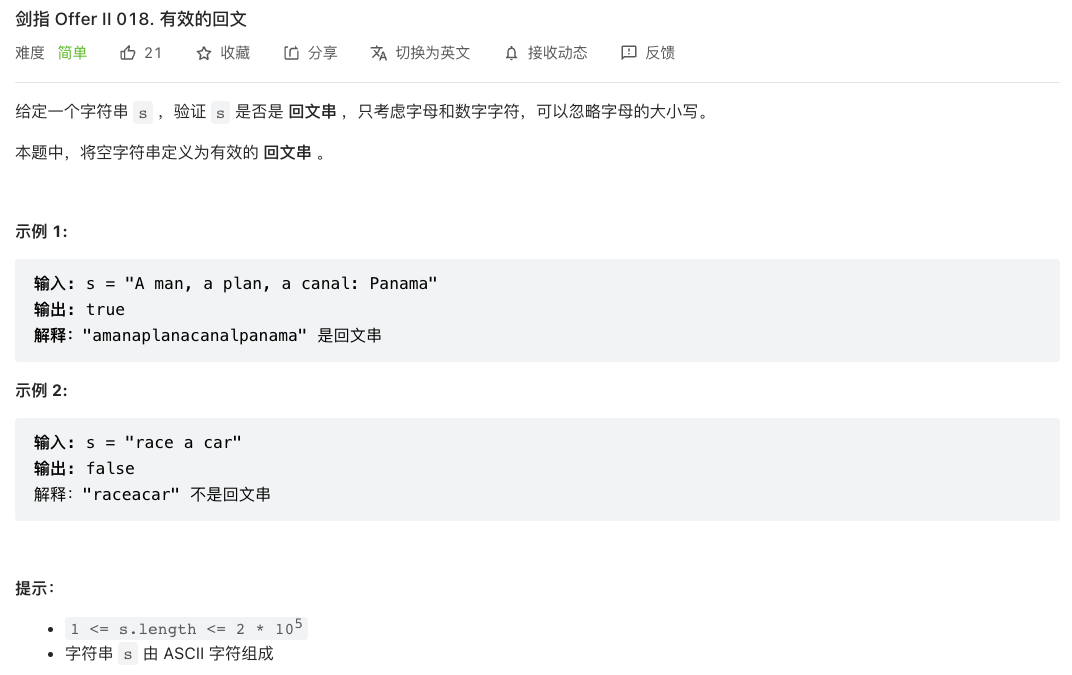 剑指 Offer II 018. 有效的回文
难度 简单 21 收藏 分享 切换为英文 接收动态 反馈
给定一个字符串 s ，验证 s 是否是 回文串 ，只考虑字母和数字字符，可以忽略字母的大小写。
本题中，将空字符串定义为有效的 回文串 。
示例 1:
输入: s = "A man, a plan, a canal: Panama"
输出: true
解释："amanaplanacanalpanama" 是回文串
示例 2:
输入: s = "race a car"
输出: false
解释："raceacar" 不是回文串
提示：
• 1 <= s.length <= 2 * 10⁵
• 字符串 s 由 ASCII 字符组成